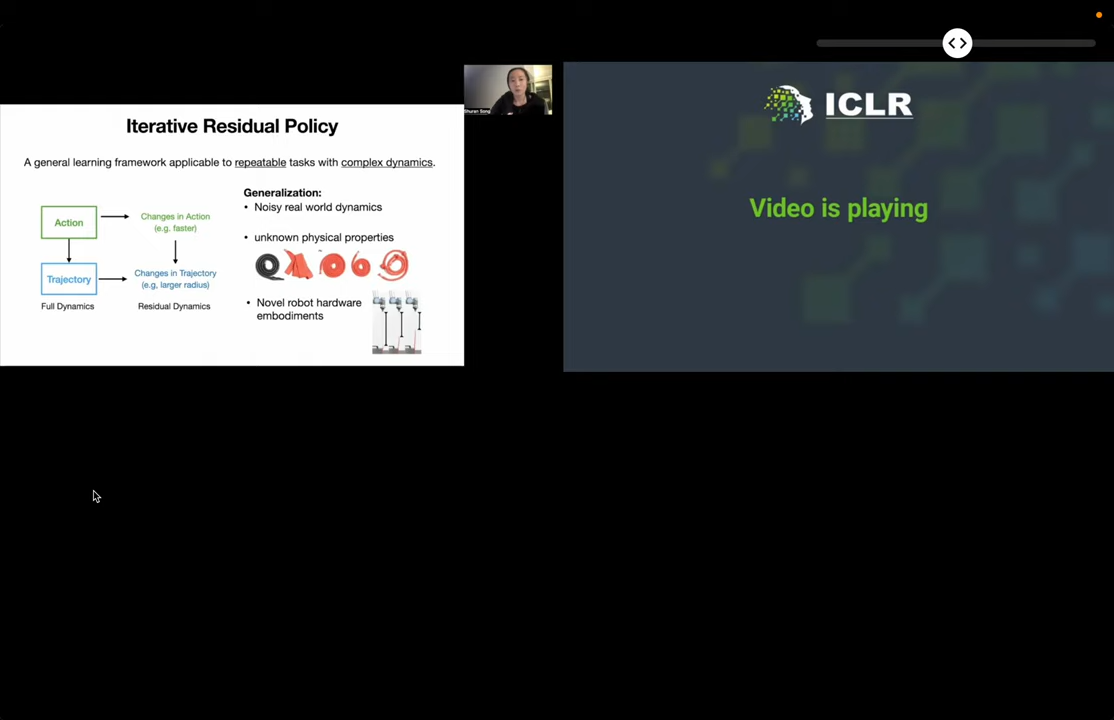 Iterative Residual Policy
A general learning framework applicable to repeatable tasks with complex dynamics.
Action
Changes in Action
(e.g. faster)
Trajectory
Changes in Trajectory
(e.g, larger radius)
Full Dynamics
Residual Dynamics
Generalization:
• Noisy real world dynamics
• unknown physical properties
• Novel robot hardware
embodiments
Shuran Song
ICLR
Video is playing